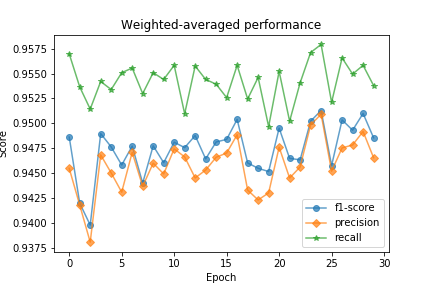 Weighted-averaged performance
0.9575
0.9550
0.9525
0.9500
0.9475
0.9450
0.9425
0.9400
0.9375
Score
0 5 10 15 20 25 30
Epoch
f1-score
precision
recall